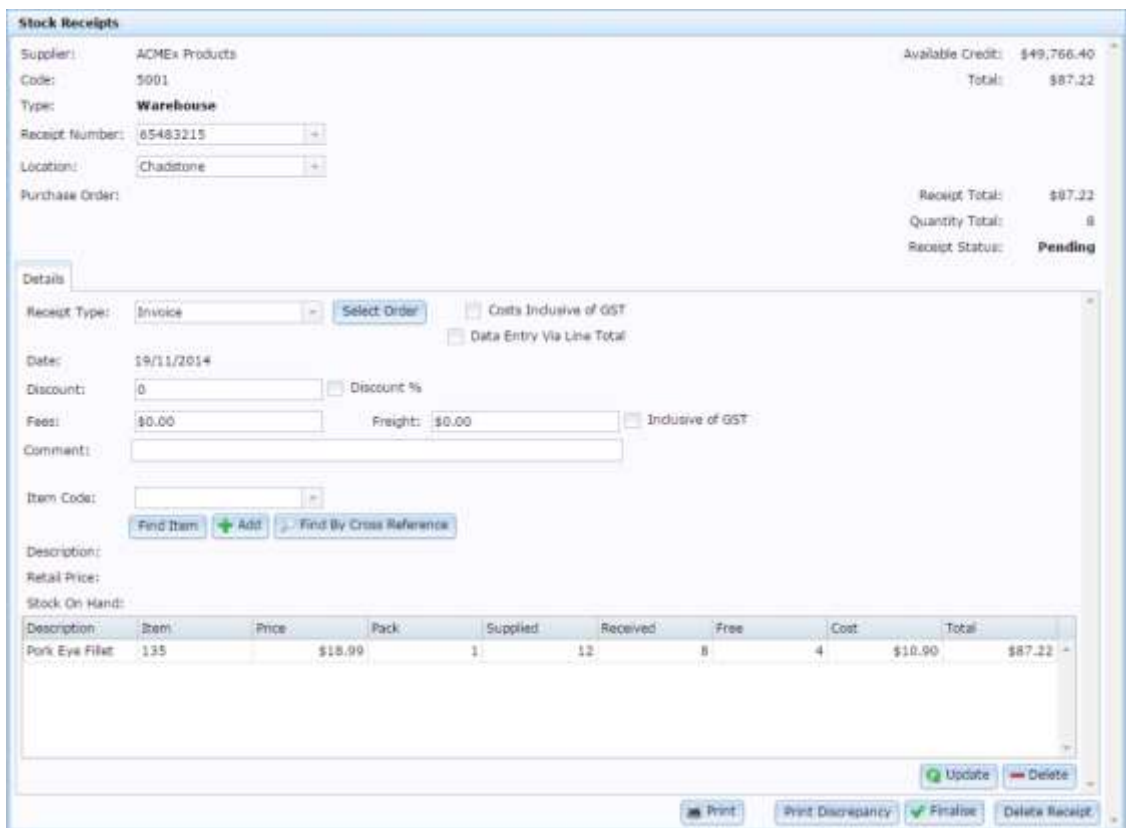 Stock Receipts
Supplier: ACMEx Products Available Credit: $49,766.40
Code: 5001 Total: $87.22
Type: Warehouse
Receipt Number: 65483215
Location: Chadstone
Purchase Order: Receipt Total: $87.22
Quantity Total: 8
Receipt Status: Pending
Details
Receipt Type: Invoice Select Order Costs Inclusive of GST
Data Entry Via Line Total
Date: 19/11/2014
Discount: 0 Discount %
Fees: $0.00 Freight: $0.00 Inclusive of GST
Comment:
Item Code:
Find Item Add Find By Cross Reference
Description:
Retail Price:
Stock On Hand:
Description Item Price Pack Supplied Received Free Cost Total
Pork Eye Fillet 135 $18.99 1 12 8 4 $10.90 $87.22
Update Delete
Print Print Discrepancy Finalise Delete Receipt